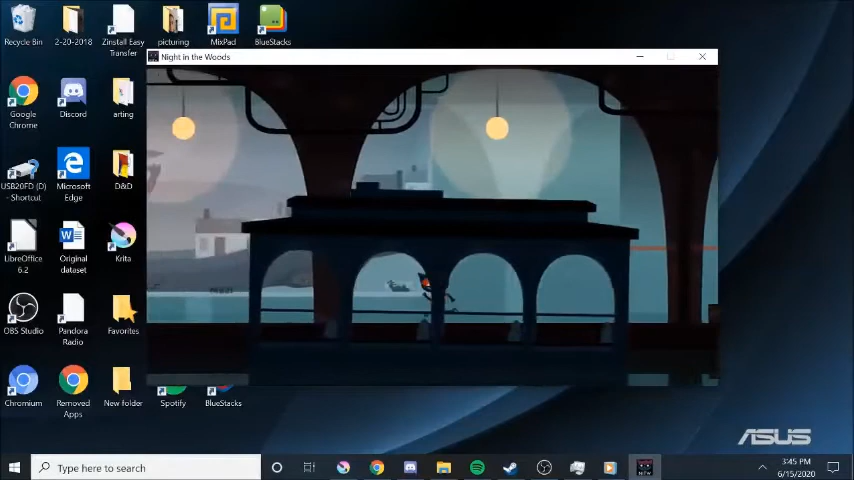 Recycle Bin
2-20-2018
Zinstall Easy
Transfer
picturing
MixPad
BlueStacks
Night in the Woods
Google
Chrome
Discord
arting
USB20FD (D)
- Shortcut
Microsoft
Edge
D&D
LibreOffice
6.2
Original
dataset
Krita
OBS Studio
Pandora
Radio
Favorites
Chromium
Removed
Apps
New folder
Spotify
BlueStacks
ASUS
Type here to search
3:45 PM
6/15/2020